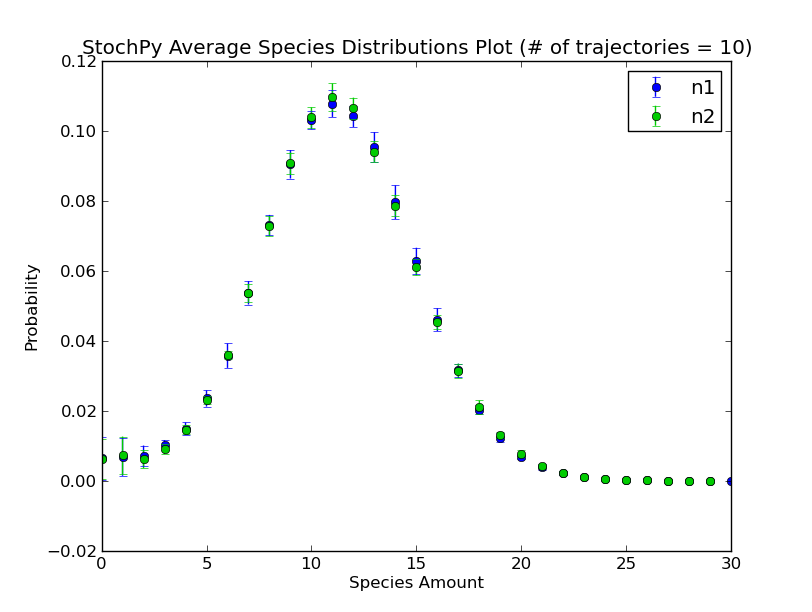 StochPy Average Species Distributions Plot (# of trajectories = 10)
n1
n2
0.12
0.10
0.08
0.06
0.04
0.02
0.00
−0.02
Probability
0 5 10 15 20 25 30
Species Amount